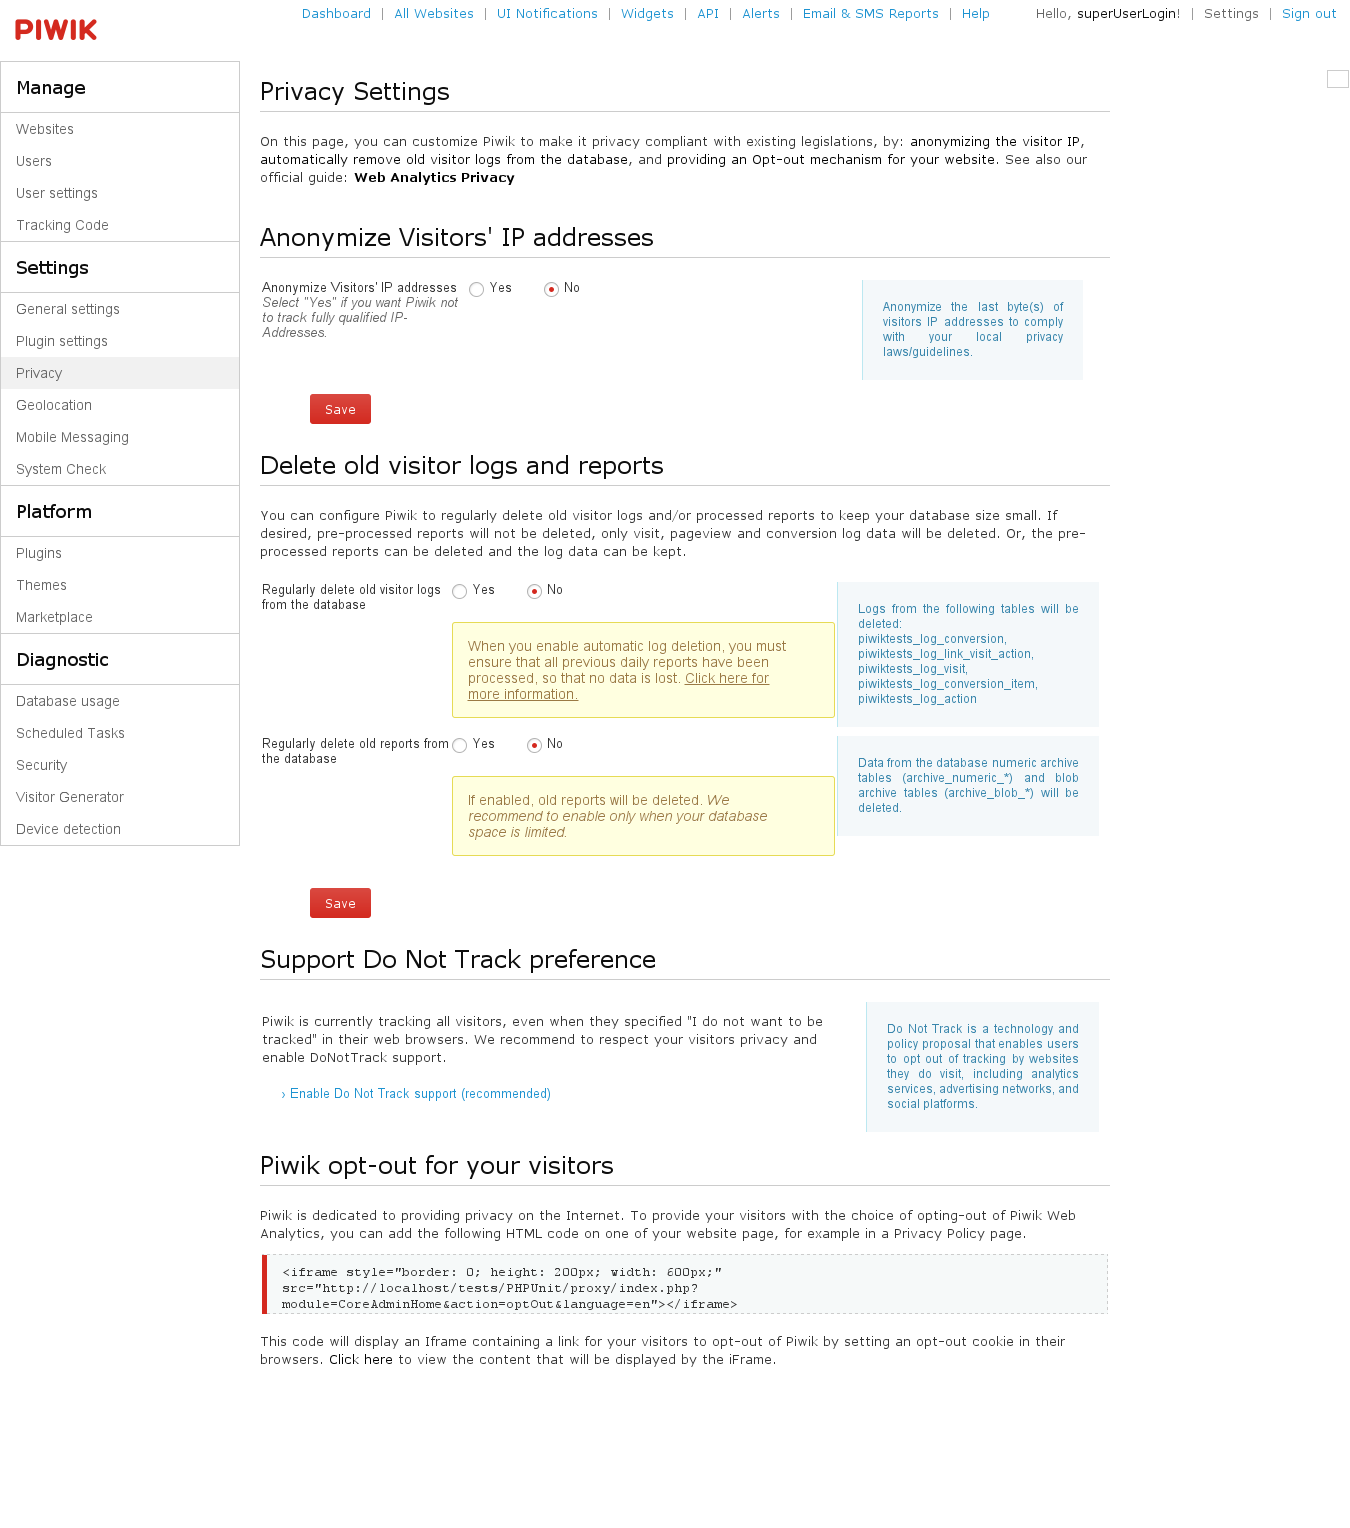 PIWIK
Dashboard | All Websites | UI Notifications | Widgets | API | Alerts | Email & SMS Reports | Help
Hello, superUserLogin! | Settings | Sign out
Manage
Websites
Users
User settings
Tracking Code
Settings
General settings
Plugin settings
Privacy
Geolocation
Mobile Messaging
System Check
Platform
Plugins
Themes
Marketplace
Diagnostic
Database usage
Scheduled Tasks
Security
Visitor Generator
Device detection
Privacy Settings
On this page, you can customize Piwik to make it privacy compliant with existing legislations, by: anonymizing the visitor IP,
automatically remove old visitor logs from the database, and providing an Opt-out mechanism for your website. See also our
official guide: Web Analytics Privacy
Anonymize Visitors' IP addresses
Anonymize Visitors' IP addresses
Select "Yes" if you want Piwik not
to track fully qualified IP-
Addresses.
Yes
No
Anonymize the last byte(s) of
visitors IP addresses to comply
with your local privacy
laws/guidelines.
Save
Delete old visitor logs and reports
You can configure Piwik to regularly delete old visitor logs and/or processed reports to keep your database size small. If
desired, pre-processed reports will not be deleted, only visit, pageview and conversion log data will be deleted. Or, the pre-
processed reports can be deleted and the log data can be kept.
Regularly delete old visitor logs
from the database
Yes
No
When you enable automatic log deletion, you must
ensure that all previous daily reports have been
processed, so that no data is lost. Click here for
more information.
Logs from the following tables will be
deleted:
piwiktests_log_conversion,
piwiktests_log_link_visit_action,
piwiktests_log_visit,
piwiktests_log_conversion_item,
piwiktests_log_action
Regularly delete old reports from
the database
Yes
No
If enabled, old reports will be deleted. We
recommend to enable only when your database
space is limited.
Data from the database numeric archive
tables (archive_numeric_*) and blob
archive tables (archive_blob_*) will be
deleted.
Save
Support Do Not Track preference
Piwik is currently tracking all visitors, even when they specified "I do not want to be
tracked" in their web browsers. We recommend to respect your visitors privacy and
enable DoNotTrack support.
› Enable Do Not Track support (recommended)
Do Not Track is a technology and
policy proposal that enables users
to opt out of tracking by websites
they do visit, including analytics
services, advertising networks, and
social platforms.
Piwik opt-out for your visitors
Piwik is dedicated to providing privacy on the Internet. To provide your visitors with the choice of opting-out of Piwik Web
Analytics, you can add the following HTML code on one of your website page, for example in a Privacy Policy page.
<iframe style="border: 0; height: 200px; width: 600px;"
src="http://localhost/tests/PHPUnit/proxy/index.php?
module=CoreAdminHome&action=optOut&language=en"></iframe>
This code will display an Iframe containing a link for your visitors to opt-out of Piwik by setting an opt-out cookie in their
browsers. Click here to view the content that will be displayed by the iFrame.